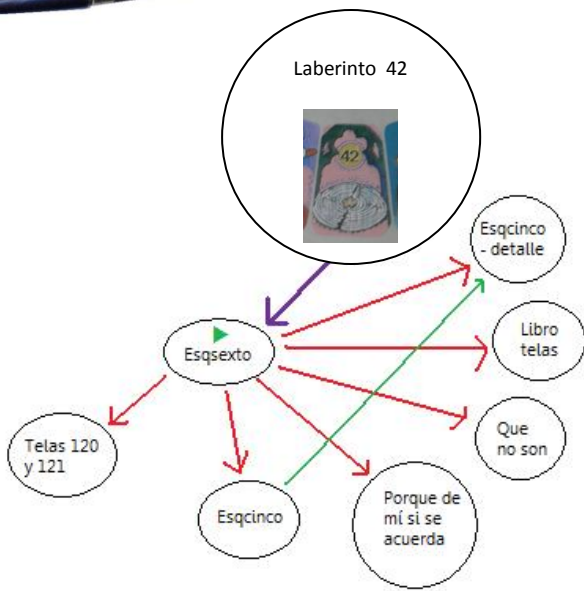 Laberinto 42
42
Esqcinco
- detalle
Esqsexto
Libro
telas
Telas 120
y 121
Que
no son
Esqcinco
Porque de
mí si se
acuerda